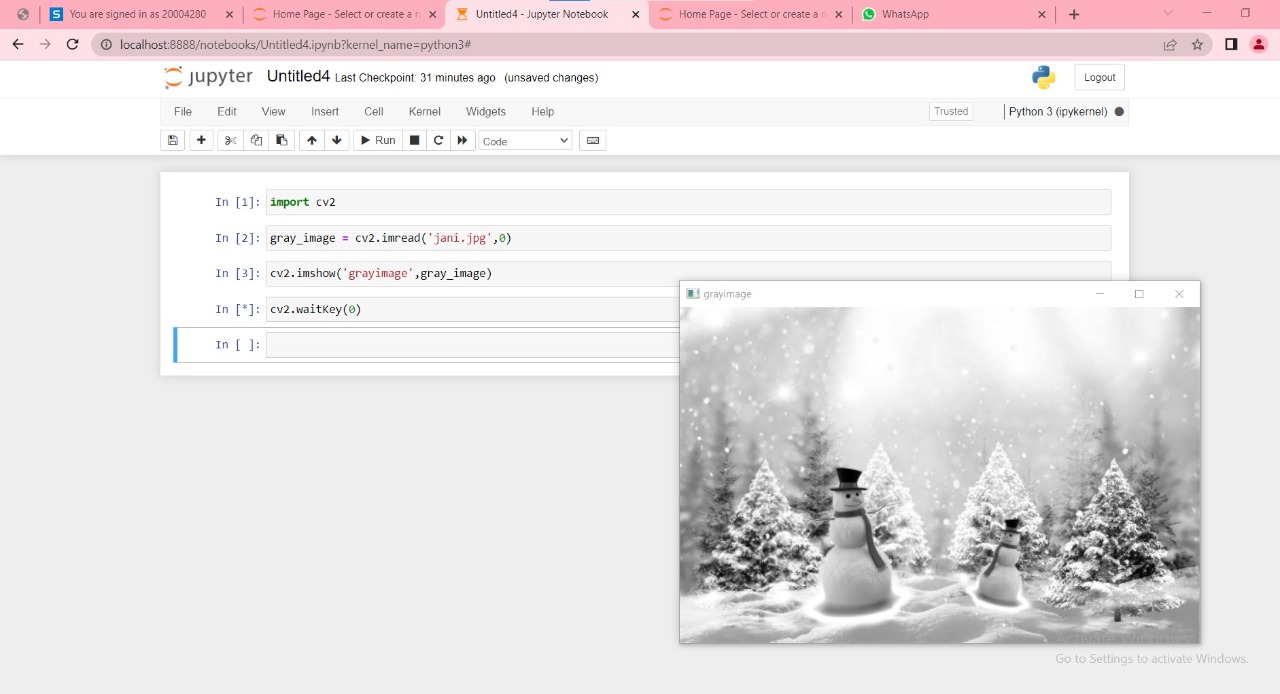 You are signed in as 20004280
Home Page - Select or create a n
Untitled4 - Jupyter Notebook
Home Page - Select or create a n
WhatsApp
localhost:8888/notebooks/Untitled4.ipynb?kernel_name=python3#
jupyter Untitled4 Last Checkpoint: 31 minutes ago (unsaved changes)
Logout
File Edit View Insert Cell Kernel Widgets Help
Trusted
Python 3 (ipykernel)
Run
Code
In [1]: import cv2
In [2]: gray_image = cv2.imread('jani.jpg',0)
In [3]: cv2.imshow('grayimage',gray_image)
In [*]: cv2.waitKey(0)
In [ ]:
grayimage
Activate Windows
Go to Settings to activate Windows.